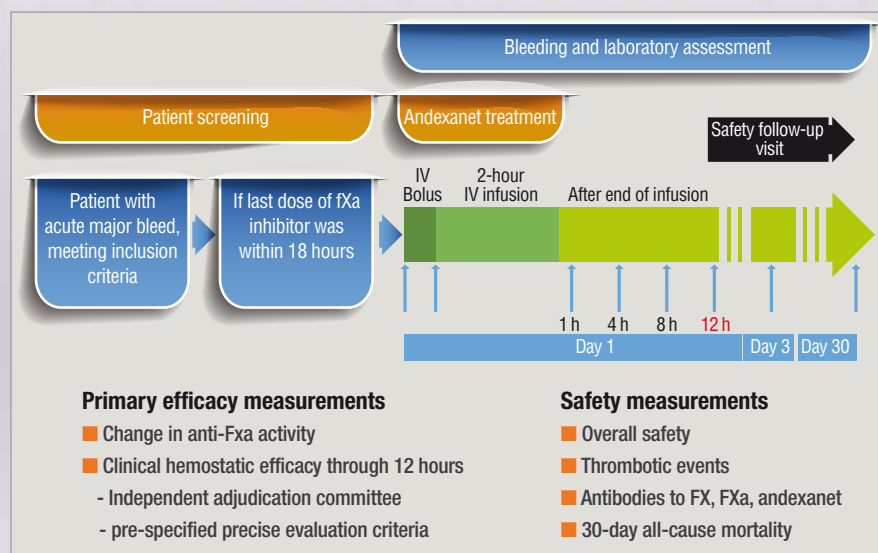 Bleeding and laboratory assessment
Patient screening
Andexanet treatment
Safety follow-up
visit
Patient with
acute major bleed,
meeting inclusion
criteria
If last dose of fXa
inhibitor was
within 18 hours
IV
Bolus
2-hour
IV infusion
After end of infusion
1 h
4 h
8 h
12 h
Day 1
Day 3
Day 30
Primary efficacy measurements
Change in anti-Fxa activity
Clinical hemostatic efficacy through 12 hours
- Independent adjudication committee
- pre-specified precise evaluation criteria
Safety measurements
Overall safety
Thrombotic events
Antibodies to FX, FXa, andexanet
30-day all-cause mortality